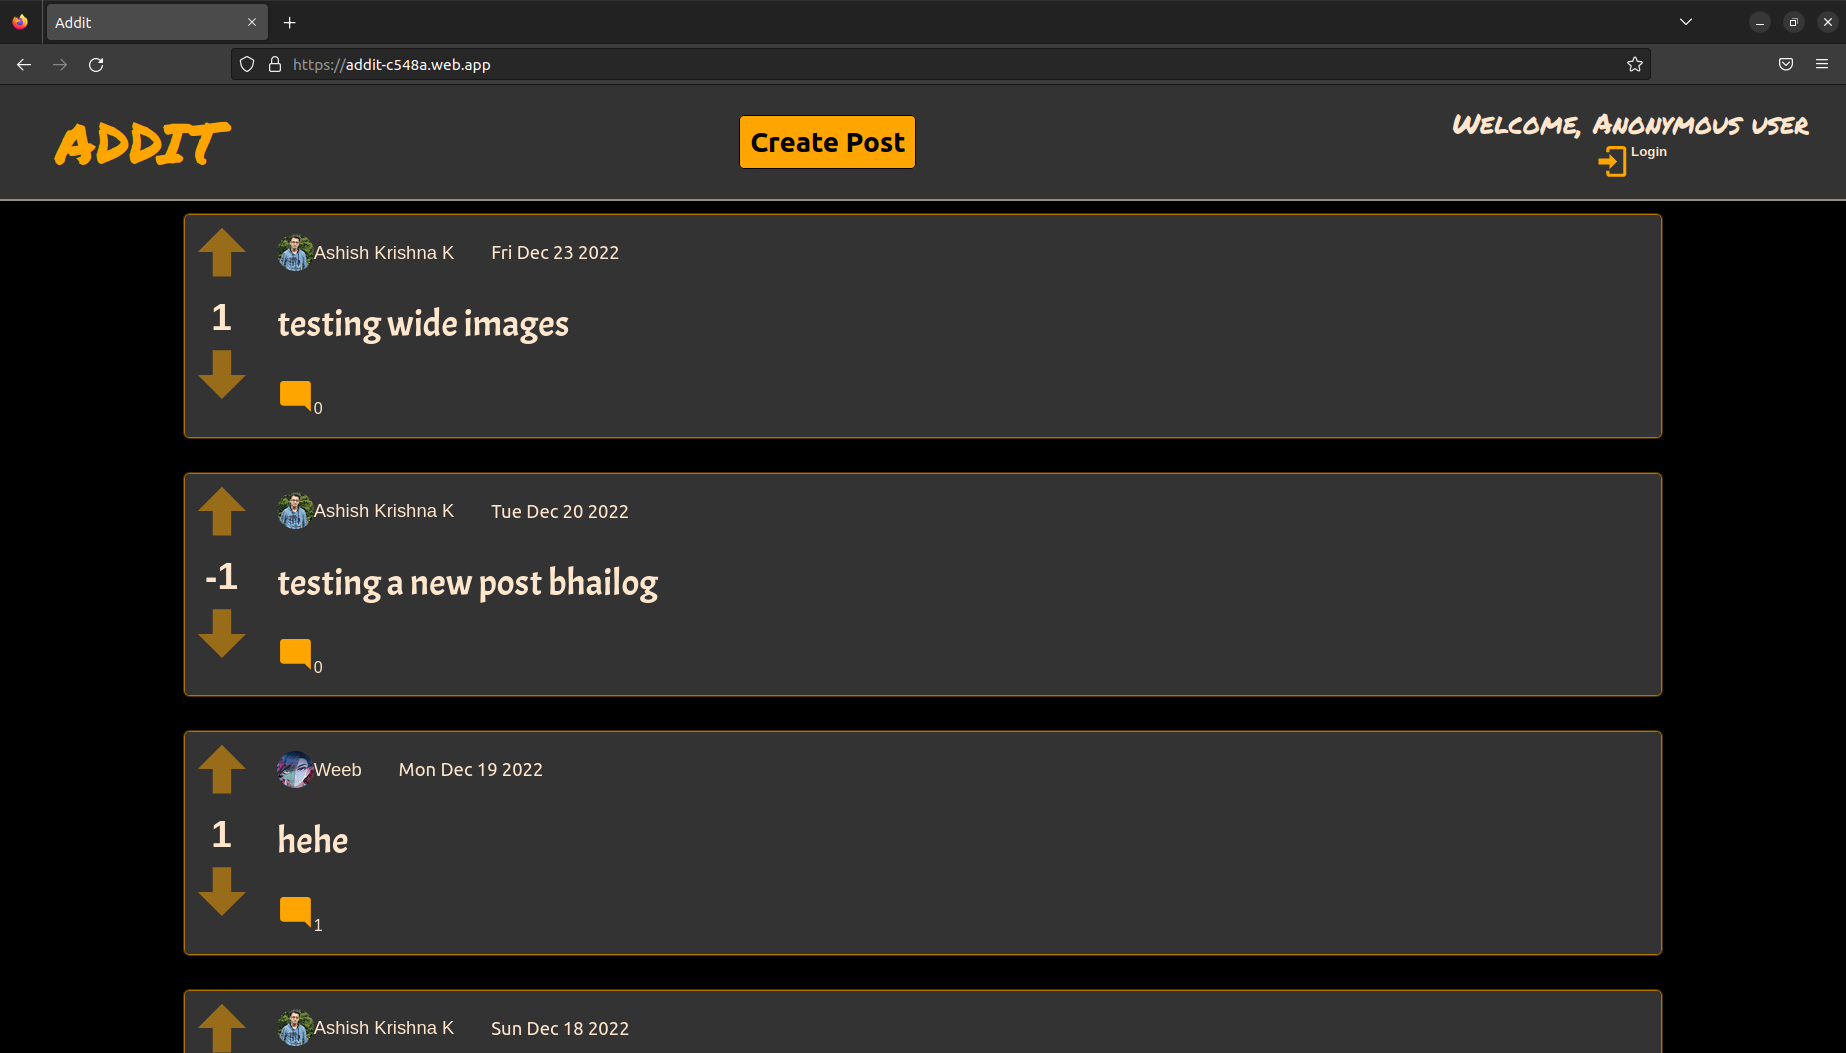 Addit
https://addit-c548a.web.app
ADDIT
Create Post
Welcome, Anonymous user
Login
Ashish Krishna K Fri Dec 23 2022
1
testing wide images
0
Ashish Krishna K Tue Dec 20 2022
-1
testing a new post bhailog
0
Weeb Mon Dec 19 2022
1
hehe
1
Ashish Krishna K Sun Dec 18 2022